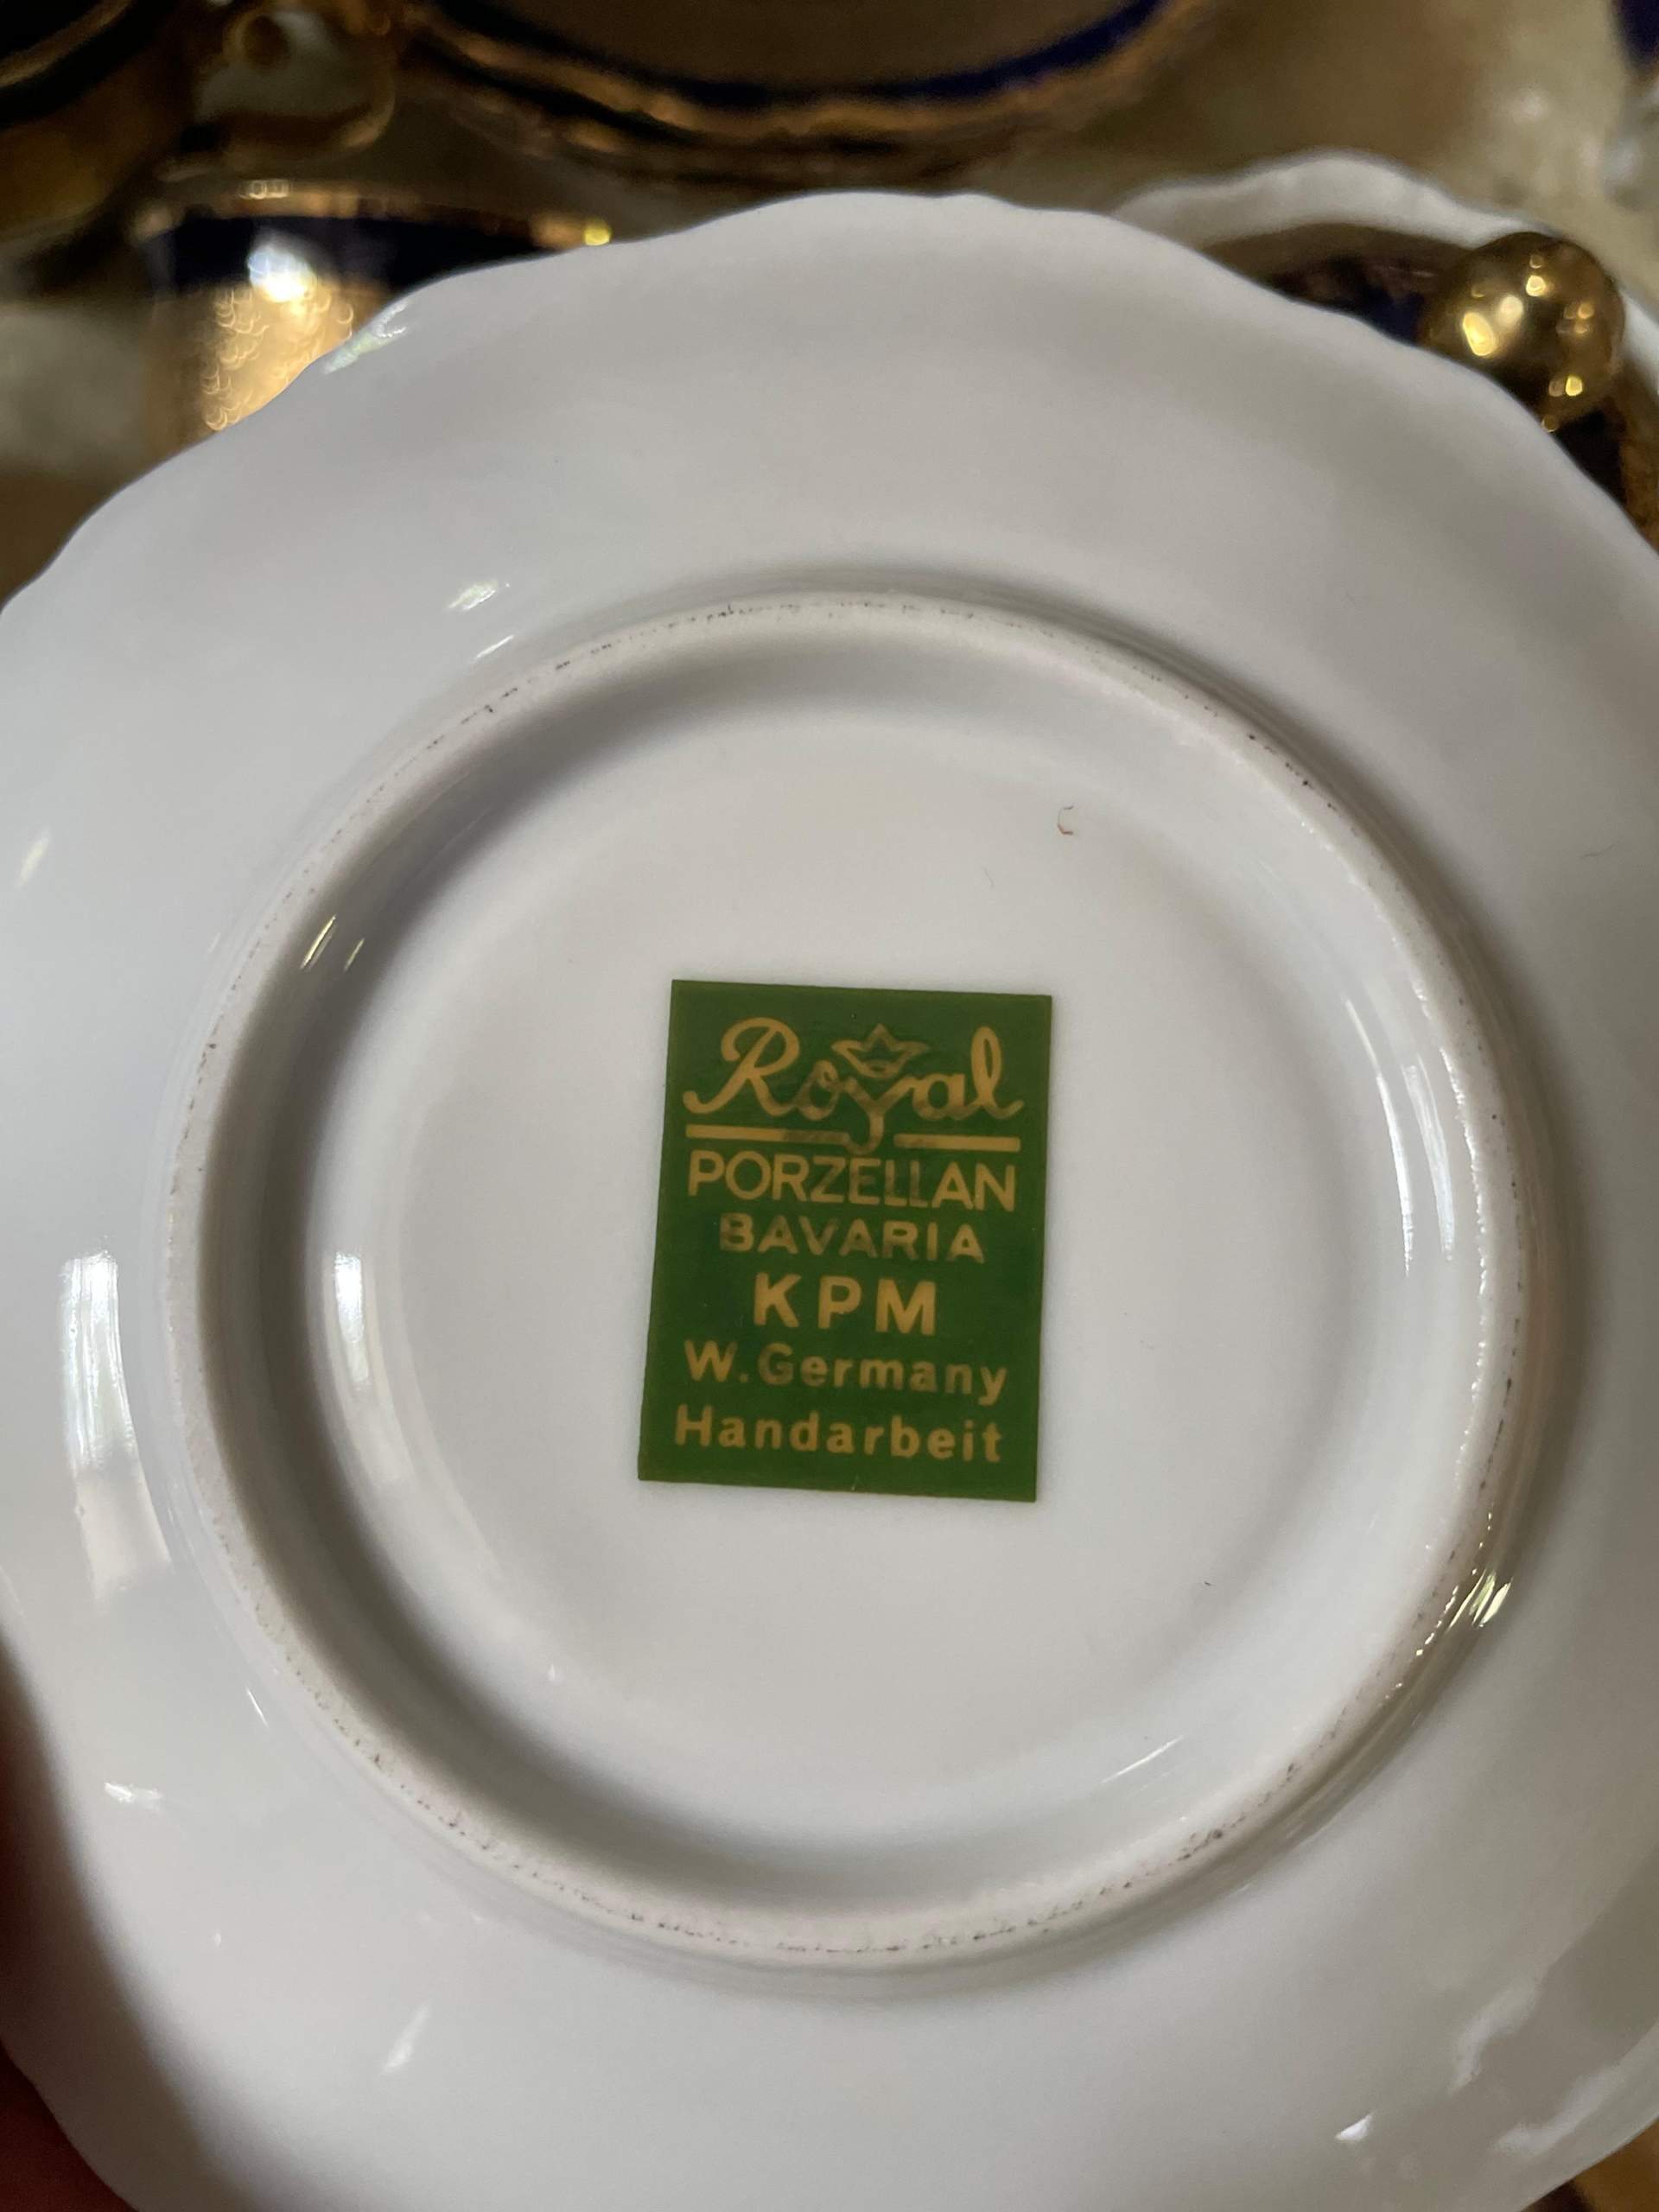 Royal
PORZELLAN
BAVARIA
KPM
W.Germany
Handarbeit